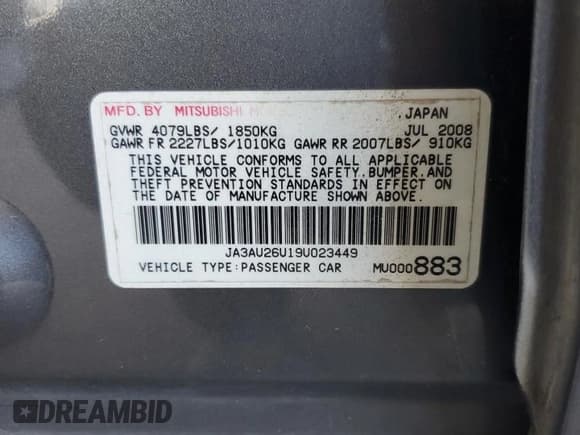 MFD. BY MITSUBISHI JAPAN
GVWR 4079LBS/ 1850KG JUL 2008
GAWR FR 2227LBS/1010KG GAWR RR 2007LBS/ 910KG
THIS VEHICLE CONFORMS TO ALL APPLICABLE
FEDERAL MOTOR VEHICLE SAFETY,BUMPER,AND
THEFT PREVENTION STANDARDS IN EFFECT ON
THE DATE OF MANUFACTURE SHOWN ABOVE.
JA3AU26U19U023449
VEHICLE TYPE:PASSENGER CAR MU000883
DREAMBID